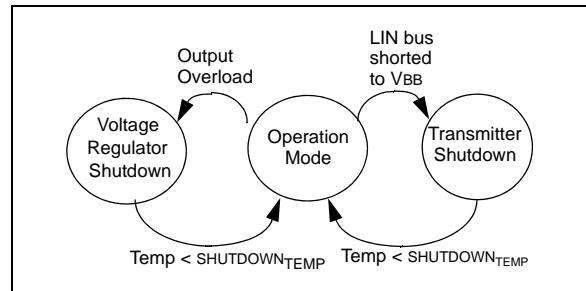 Output
Overload
LIN bus
shorted
to VBB
Voltage
Regulator
Shutdown
Operation
Mode
Transmitter
Shutdown
Temp < SHUTDOWNTEMP
Temp < SHUTDOWNTEMP